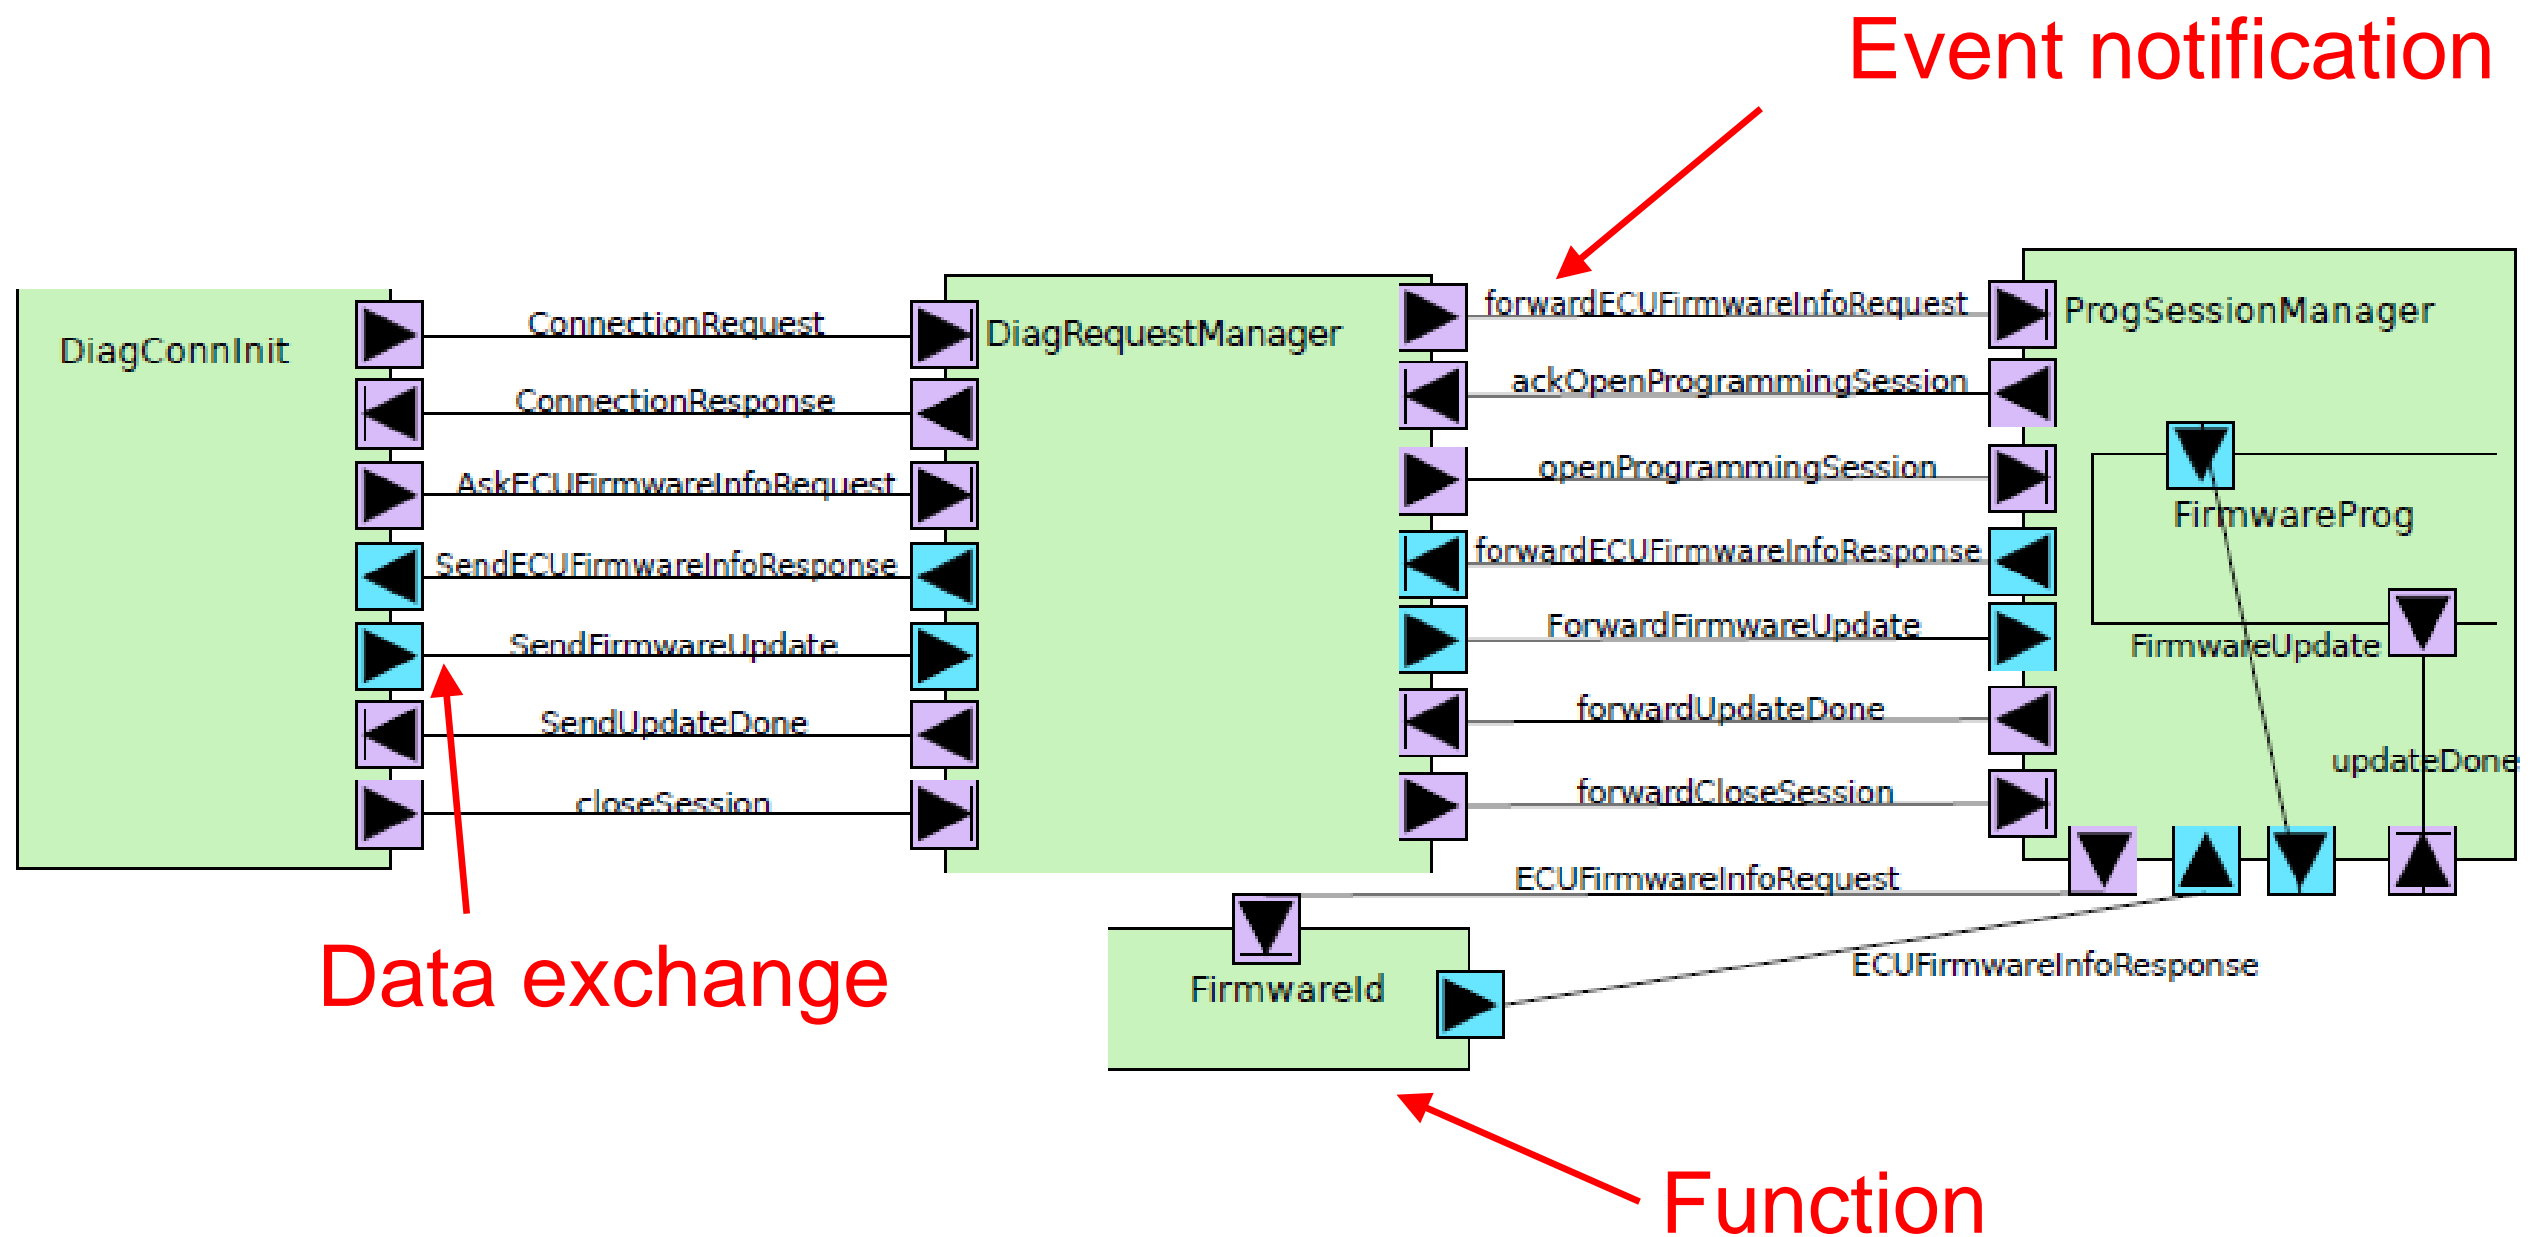 Event notification
DiagConnInit
ConnectionRequest
ConnectionResponse
AskECUFirmwareInfoRequest
SendECUFirmwareInfoResponse
SendFirmwareUpdate
SendUpdateDone
closeSession
DiagRequestManager
forwardECUFirmwareInfoRequest
ackOpenProgrammingSession
openProgrammingSession
forwardECUFirmwareInfoResponse
ForwardFirmwareUpdate
forwardUpdateDone
forwardCloseSession
ProgSessionManager
FirmwareProg
FirmwareUpdate
updateDone
ECUFirmwareInfoRequest
ECUFirmwareInfoResponse
FirmwareId
Data exchange
Function